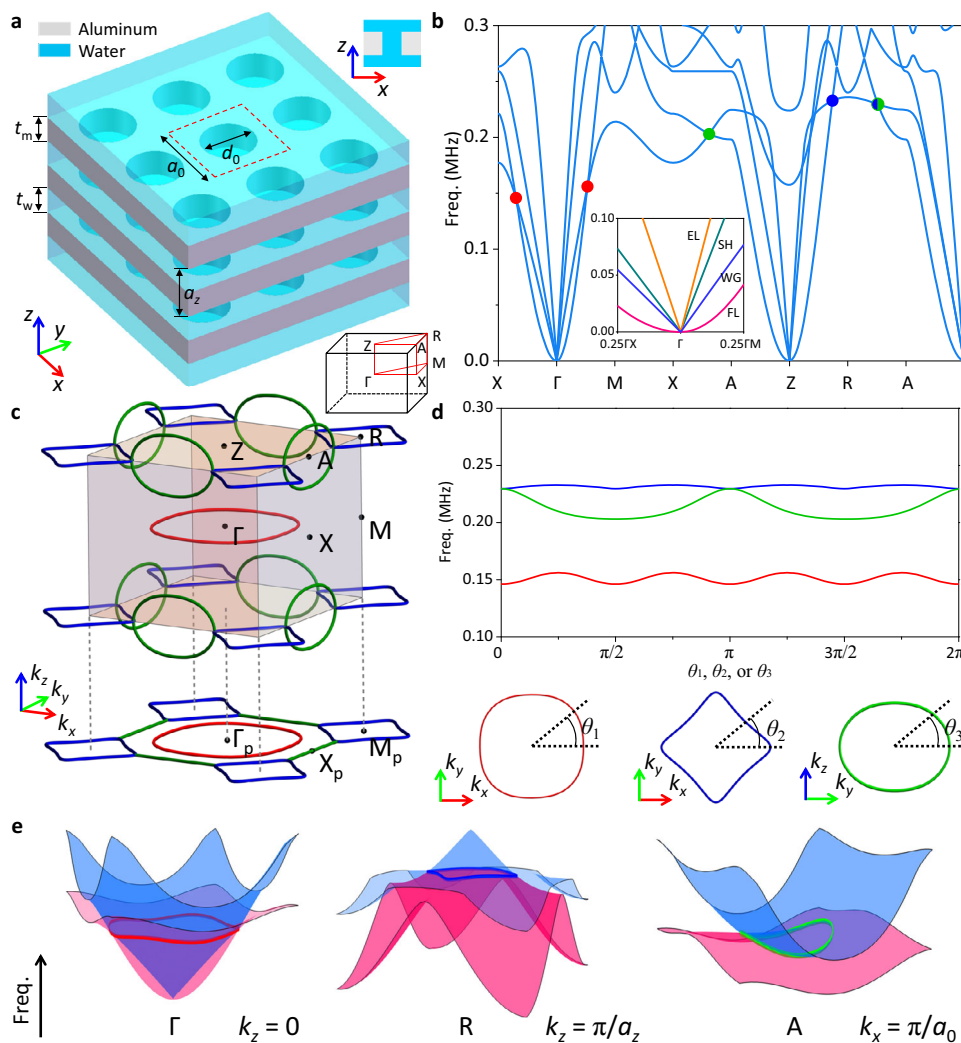 a
Aluminum
Water
z
x
t_m
t_w
a_0
d_0
a_z
z
y
x
Z
R
A
M
Γ
X
b
Freq. (MHz)
0.3
0.2
0.1
0.0
X Γ M X A Z R A
0.10
0.05
0.00
EL
SH
WG
FL
0.25ΓX Γ 0.25ΓM
c
Z
R
A
Γ
X
M
k_z
k_y
k_x
Γ_p
X_p
M_p
d
Freq. (MHz)
0.30
0.25
0.20
0.15
0.10
0 π/2 π 3π/2 2π
θ_1, θ_2, or θ_3
θ_1
k_y
k_x
θ_2
k_y
k_x
θ_3
k_z
k_y
e
Freq.
Γ k_z = 0
R k_z = π/a_z
A k_x = π/a_0